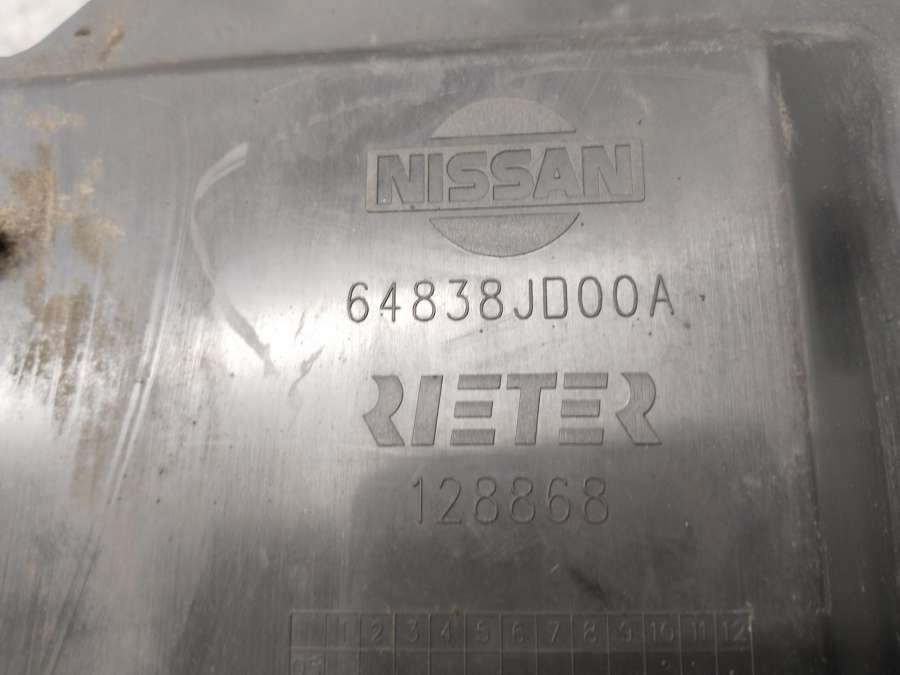 NISSAN
64838JD00A
RIETER
128868
1 2 3 4 5 6 7 8 9 10 11 12